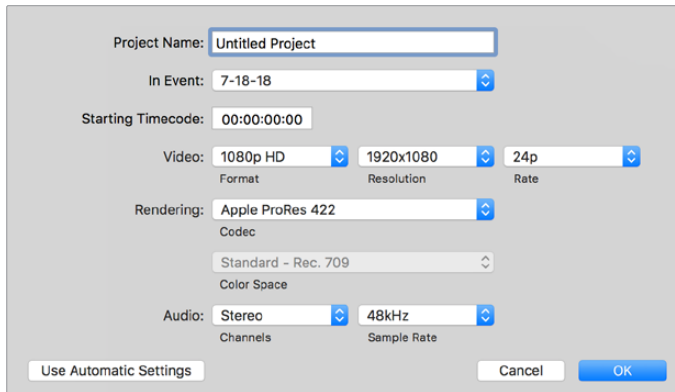 Project Name: Untitled Project
In Event: 7-18-18
Starting Timecode: 00:00:00:00
Video: 1080p HD 1920x1080 24p
Format Resolution Rate
Rendering: Apple ProRes 422
Codec
Standard - Rec. 709
Color Space
Audio: Stereo 48kHz
Channels Sample Rate
Use Automatic Settings Cancel OK